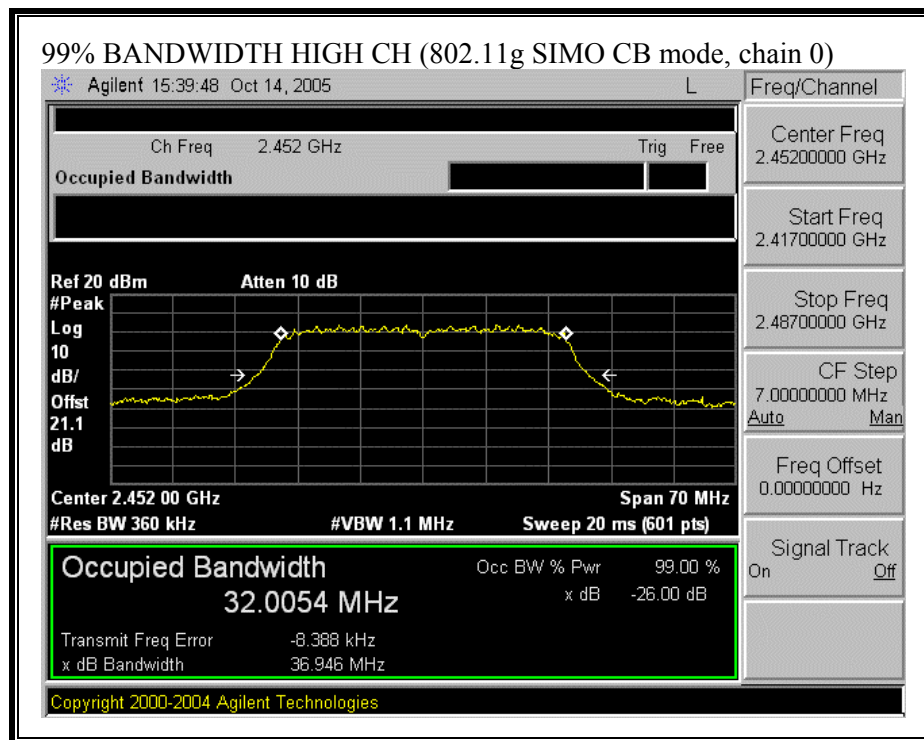 99% BANDWIDTH HIGH CH (802.11g SIMO CB mode, chain 0)
Agilent 15:39:48 Oct 14, 2005 L Freq/Channel
Ch Freq 2.452 GHz Trig Free
Occupied Bandwidth
Center Freq
2.45200000 GHz
Start Freq
2.41700000 GHz
Stop Freq
2.48700000 GHz
CF Step
7.00000000 MHz
Auto Man
Freq Offset
0.00000000 Hz
Signal Track
On Off
Ref 20 dBm Atten 10 dB
#Peak
Log
10
dB/
Offst
21.1
dB
Center 2.452 00 GHz Span 70 MHz
#Res BW 360 kHz #VBW 1.1 MHz Sweep 20 ms (601 pts)
Occupied Bandwidth Occ BW % Pwr 99.00 %
32.0054 MHz x dB -26.00 dB
Transmit Freq Error -8.388 kHz
x dB Bandwidth 36.946 MHz
Copyright 2000-2004 Agilent Technologies